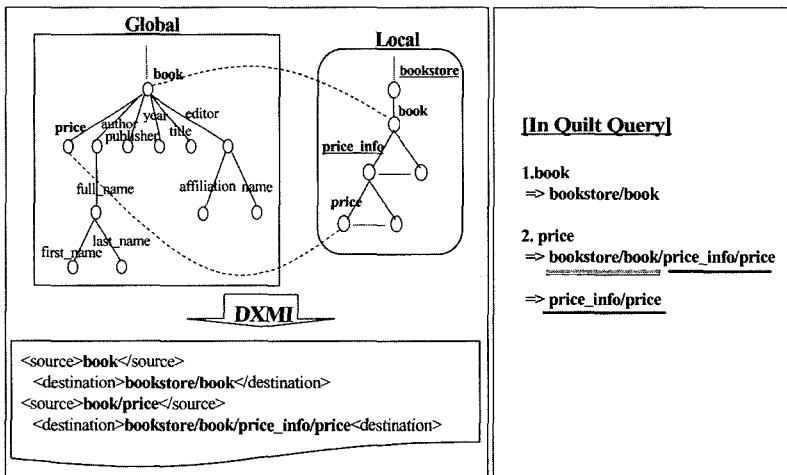 Global
book
price
author
publisher
year
title
editor
full_name
affiliation
name
first_name
last_name
Local
bookstore
book
price_info
price
DXMI
<source>book</source>
<destination>bookstore/book</destination>
<source>book/price</source>
<destination>bookstore/book/price_info/price<destination>
[In Quilt Query]
1.book
=> bookstore/book
2. price
=> bookstore/book/price_info/price
=> price_info/price